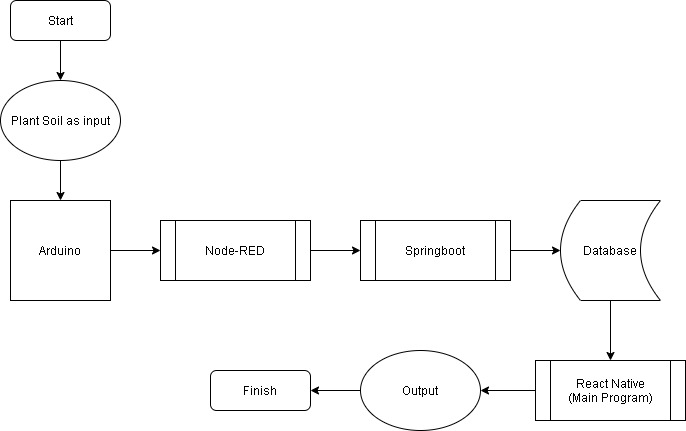 Start
Plant Soil as input
Arduino
Node-RED
Springboot
Database
React Native
(Main Program)
Output
Finish